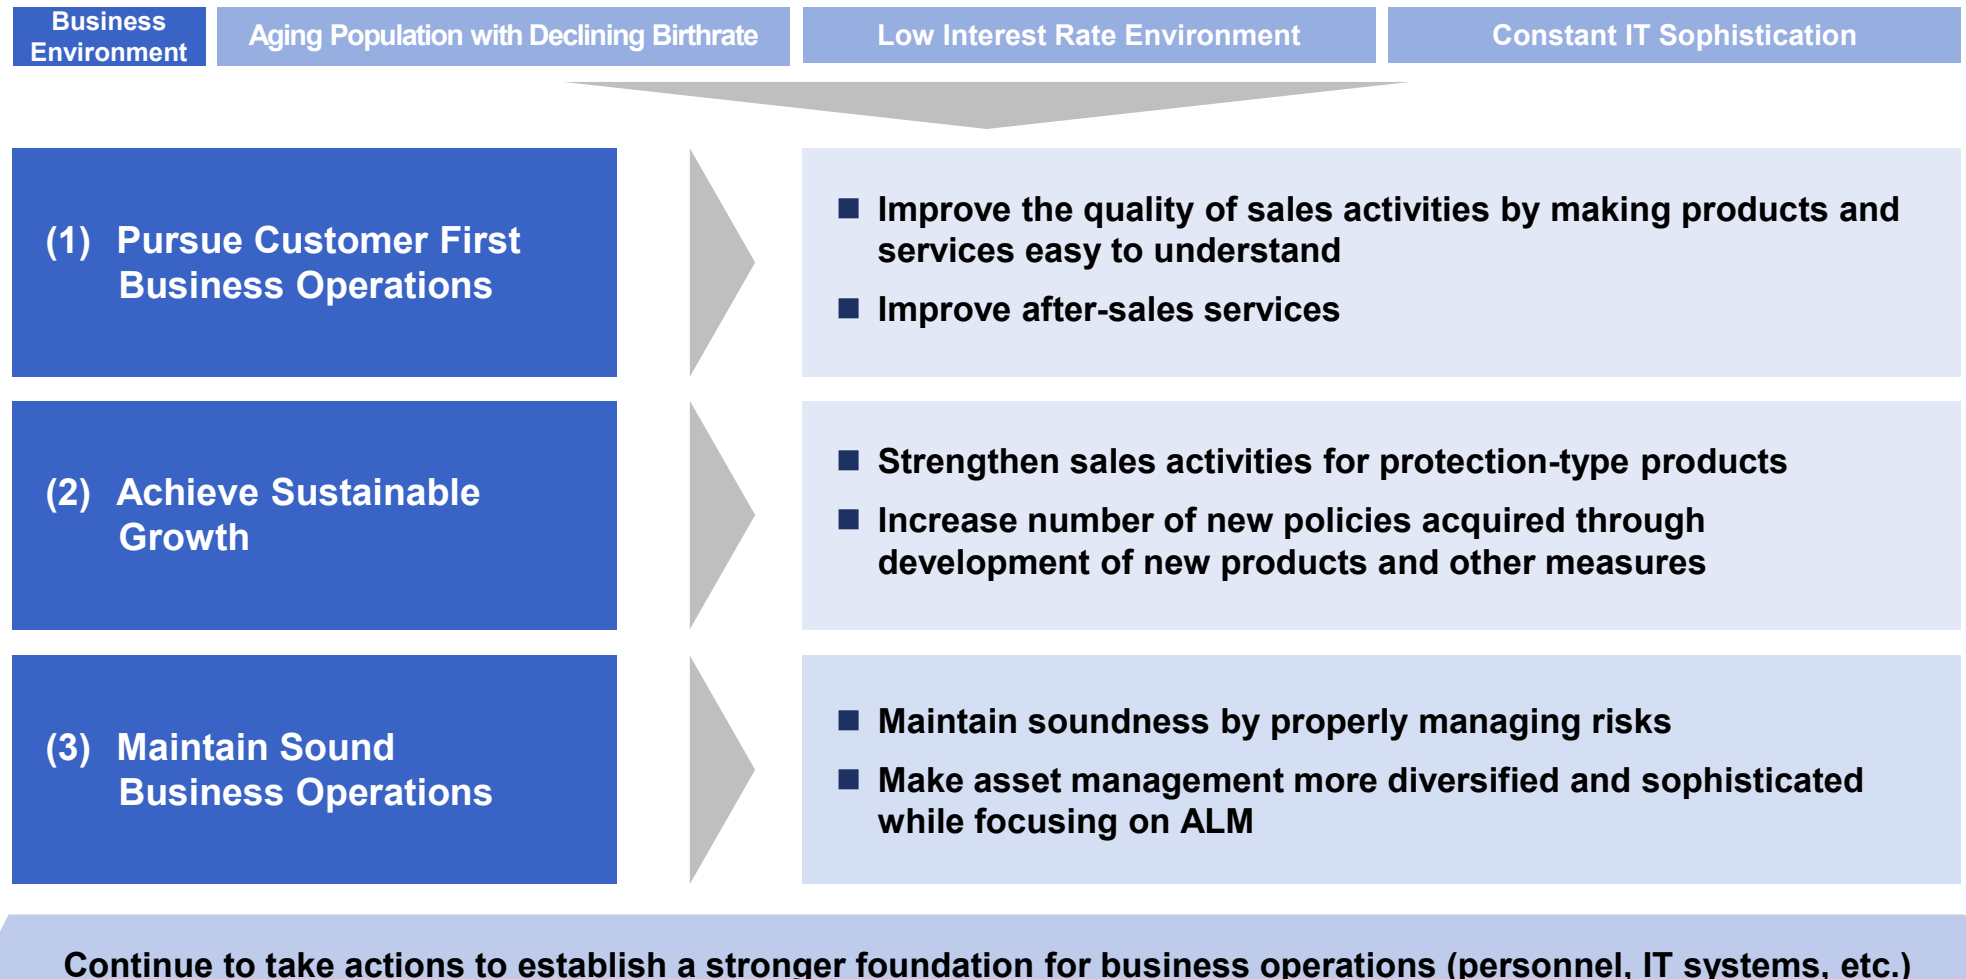 Business
Environment
Aging Population with Declining Birthrate
Low Interest Rate Environment
Constant IT Sophistication
(1) Pursue Customer First
Business Operations
■ Improve the quality of sales activities by making products and
services easy to understand
■ Improve after-sales services
(2) Achieve Sustainable
Growth
■ Strengthen sales activities for protection-type products
■ Increase number of new policies acquired through
development of new products and other measures
(3) Maintain Sound
Business Operations
■ Maintain soundness by properly managing risks
■ Make asset management more diversified and sophisticated
while focusing on ALM
Continue to take actions to establish a stronger foundation for business operations (personnel, IT systems, etc.)